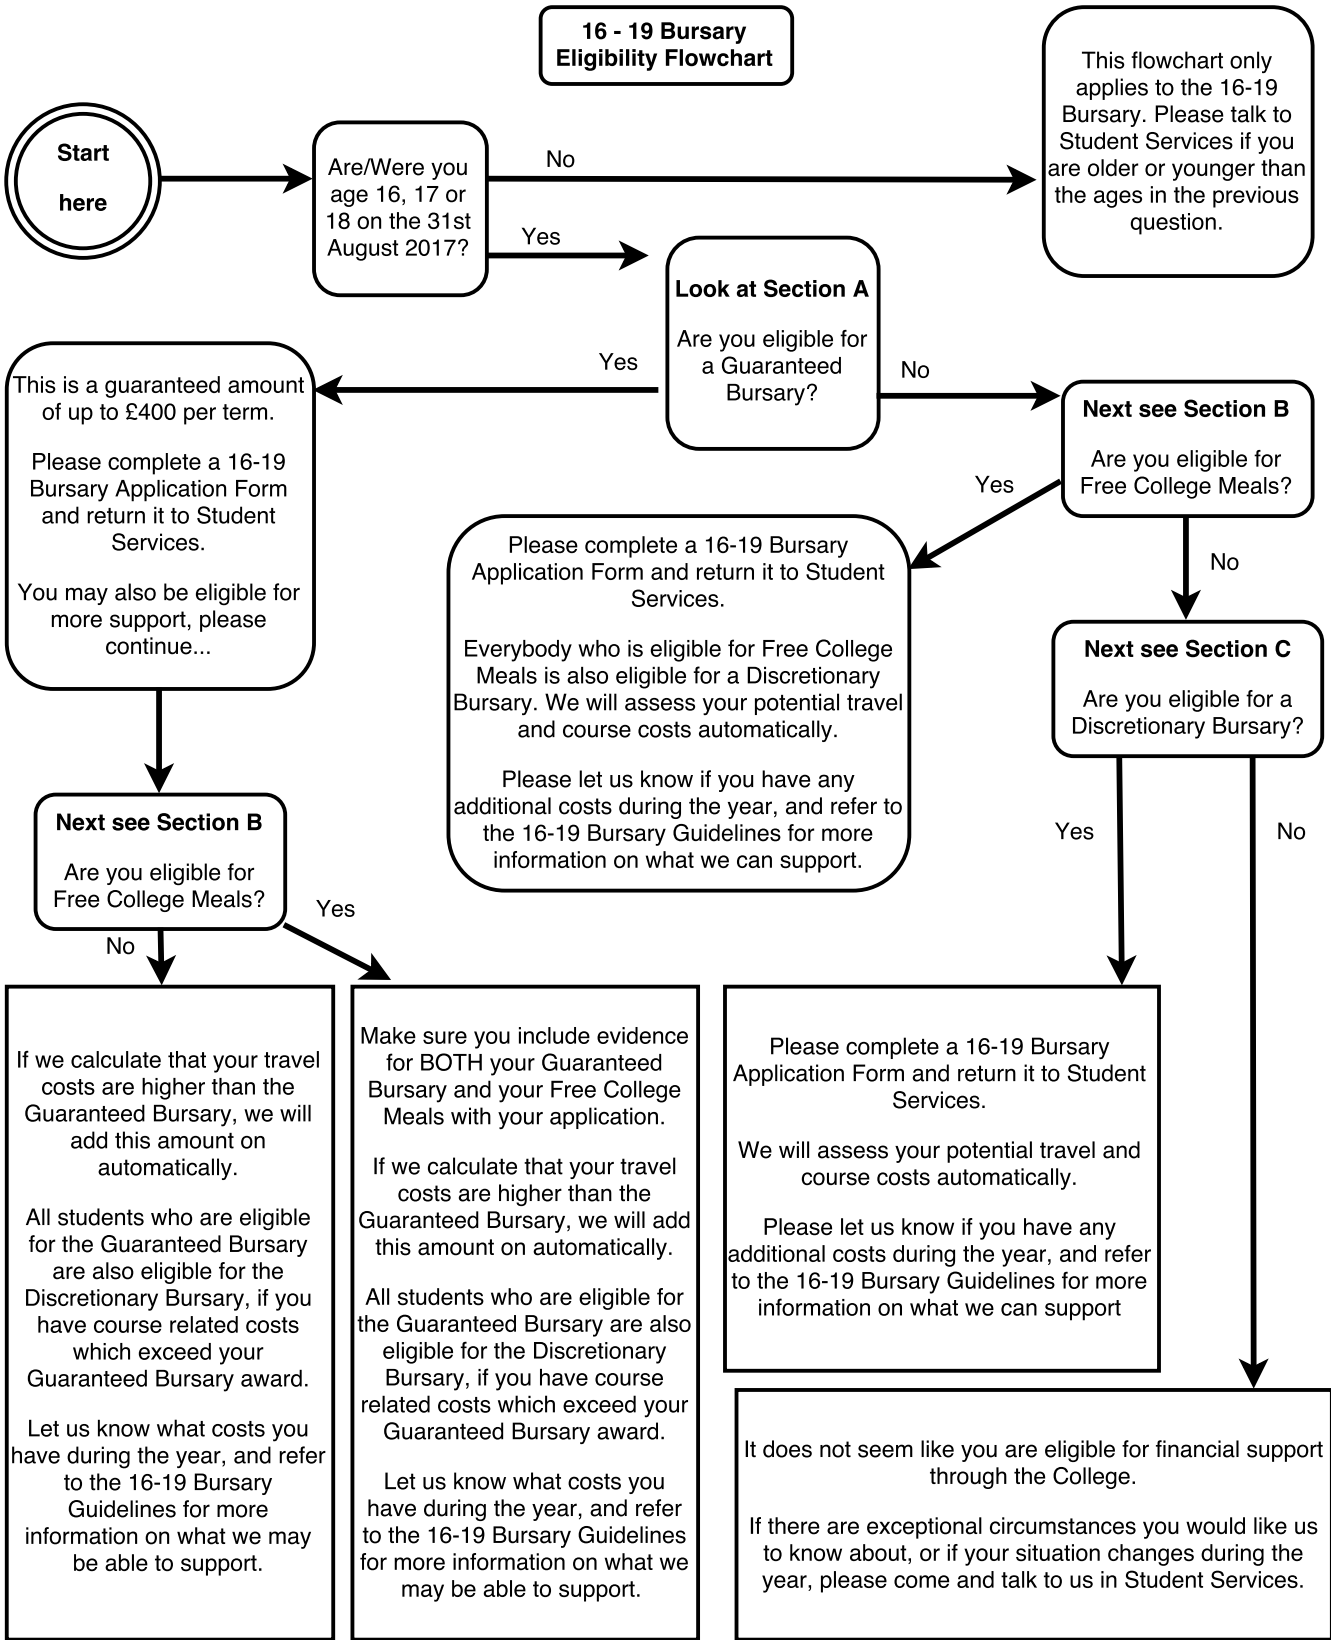 16 - 19 Bursary
Eligibility Flowchart
This flowchart only
applies to the 16-19
Bursary. Please talk to
Student Services if you
are older or younger than
the ages in the previous
question.
Start
here
Are/Were you
age 16, 17 or
18 on the 31st
August 2017?
No
Yes
Look at Section A
Are you eligible for
a Guaranteed
Bursary?
Yes
No
This is a guaranteed amount
of up to £400 per term.
Please complete a 16-19
Bursary Application Form
and return it to Student
Services.
You may also be eligible for
more support, please
continue...
Next see Section B
Are you eligible for
Free College Meals?
Yes
No
Please complete a 16-19 Bursary
Application Form and return it to Student
Services.
Everybody who is eligible for Free College
Meals is also eligible for a Discretionary
Bursary. We will assess your potential travel
and course costs automatically.
Please let us know if you have any
additional costs during the year, and refer to
the 16-19 Bursary Guidelines for more
information on what we can support.
Next see Section C
Are you eligible for a
Discretionary Bursary?
Yes
No
Next see Section B
Are you eligible for
Free College Meals?
No
Yes
If we calculate that your travel
costs are higher than the
Guaranteed Bursary, we will
add this amount on
automatically.
All students who are eligible
for the Guaranteed Bursary
are also eligible for the
Discretionary Bursary, if you
have course related costs
which exceed your
Guaranteed Bursary award.
Let us know what costs you
have during the year, and refer
to the 16-19 Bursary
Guidelines for more
information on what we may
be able to support.
Make sure you include evidence
for BOTH your Guaranteed
Bursary and your Free College
Meals with your application.
If we calculate that your travel
costs are higher than the
Guaranteed Bursary, we will add
this amount on automatically.
All students who are eligible for
the Guaranteed Bursary are also
eligible for the Discretionary
Bursary, if you have course
related costs which exceed your
Guaranteed Bursary award.
Let us know what costs you
have during the year, and refer
to the 16-19 Bursary Guidelines
for more information on what we
may be able to support.
Please complete a 16-19 Bursary
Application Form and return it to Student
Services.
We will assess your potential travel and
course costs automatically.
Please let us know if you have any
additional costs during the year, and refer
to the 16-19 Bursary Guidelines for more
information on what we can support
It does not seem like you are eligible for financial support
through the College.
If there are exceptional circumstances you would like us
to know about, or if your situation changes during the
year, please come and talk to us in Student Services.